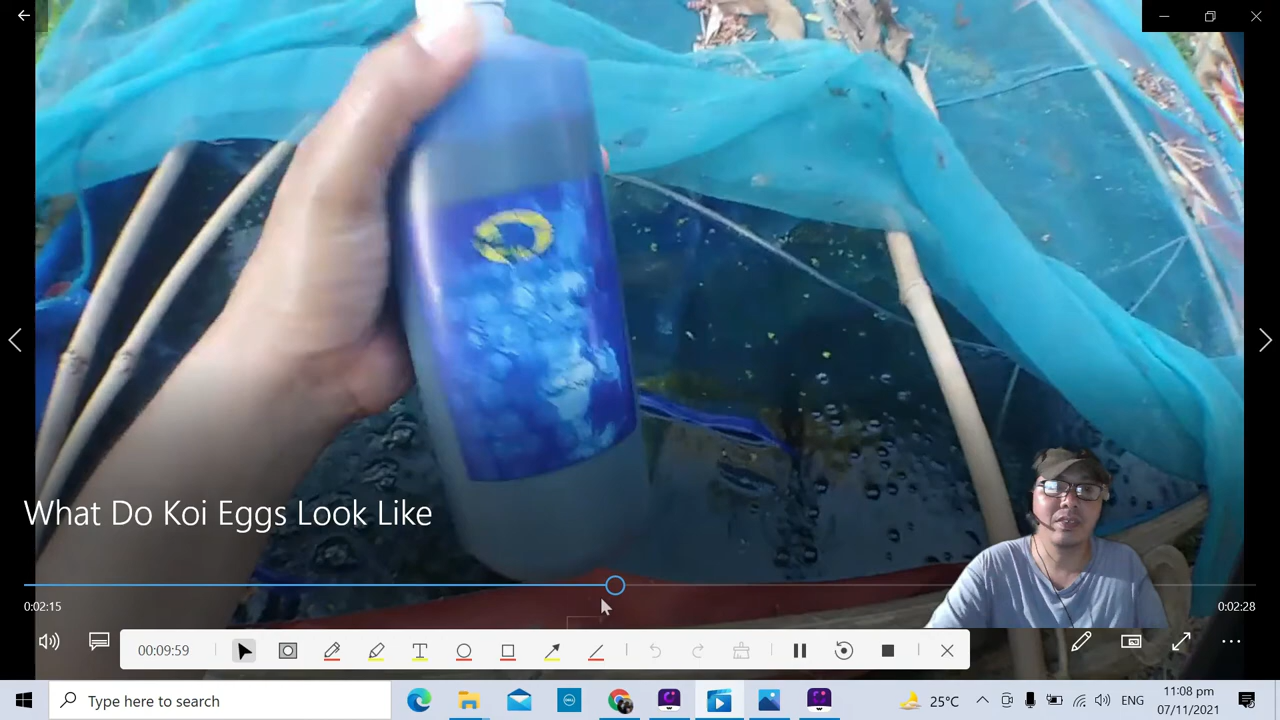 What Do Koi Eggs Look Like
0:02:15
0:02:28
00:09:59
T
Type here to search
DELL
25°C
ENG
11:08 pm
07/11/2021